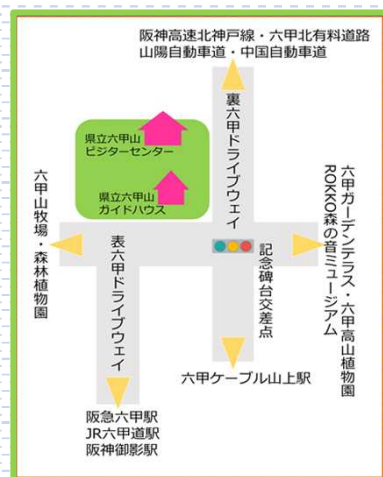 阪神高速北神戸線・六甲北有料道路
山陽自動車道・中国自動車道
裏六甲ドライブウェイ
県立六甲山
ビジターセンター
県立六甲山
ガイドハウス
六甲山牧場・森林植物園
表六甲ドライブウェイ
記念碑台交差点
六甲ガーデンテラス・六甲高山植物園
ROKKO森の音ミュージアム
六甲ケーブル山上駅
阪急六甲駅
JR六甲道駅
阪神御影駅